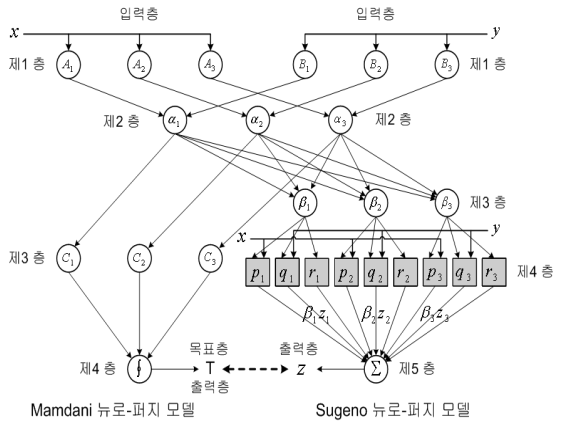 입력층 입력층
x y
제1 층 A₁ A₂ A₃ B₁ B₂ B₃ 제1 층
제2 층 α₁ α₂ α₃ 제2 층
β₁ β₂ β₃ 제3 층
x y
제3 층 C₁ C₂ C₃ p₁ q₁ r₁ p₂ q₂ r₂ p₃ q₃ r₃ 제4 층
β₁z₁ β₂z₂ β₃z₃
목표층 출력층
제4 층 ∮ T z Σ 제5 층
출력층
Mamdani 뉴로-퍼지 모델 Sugeno 뉴로-퍼지 모델